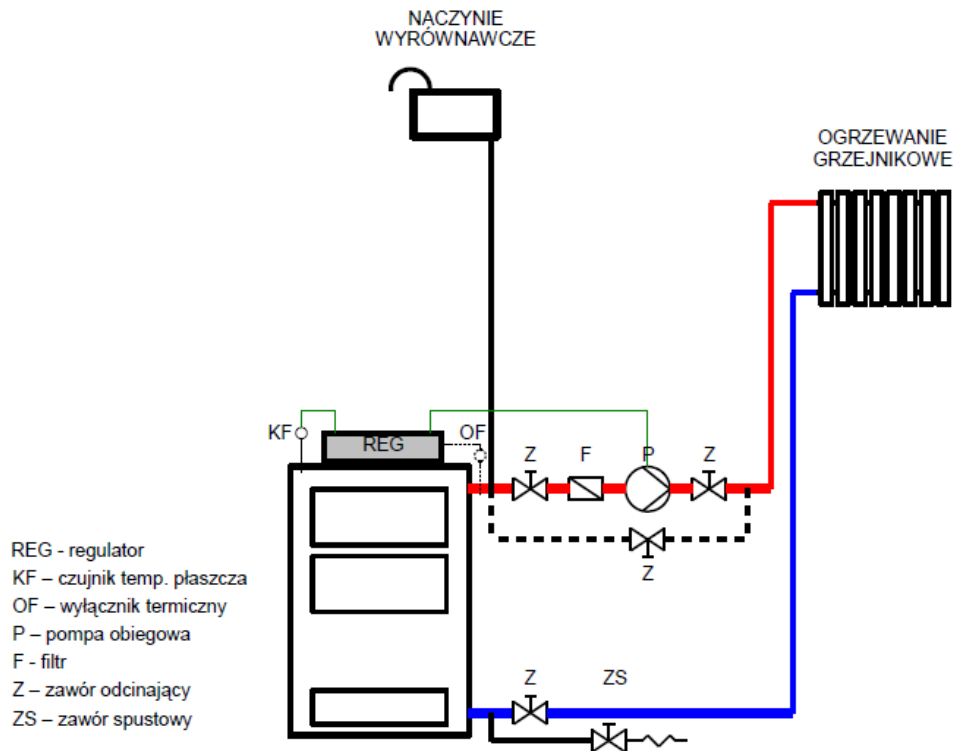 NACZYNIE
WYRÓWNAWCZE
OGRZEWANIE
GRZEJNIKOWE
KF
REG
OF
Z
F
P
Z
Z
REG - regulator
KF – czujnik temp. płaszcza
OF – wyłącznik termiczny
P – pompa obiegowa
F - filtr
Z – zawór odcinający
ZS – zawór spustowy
Z
ZS